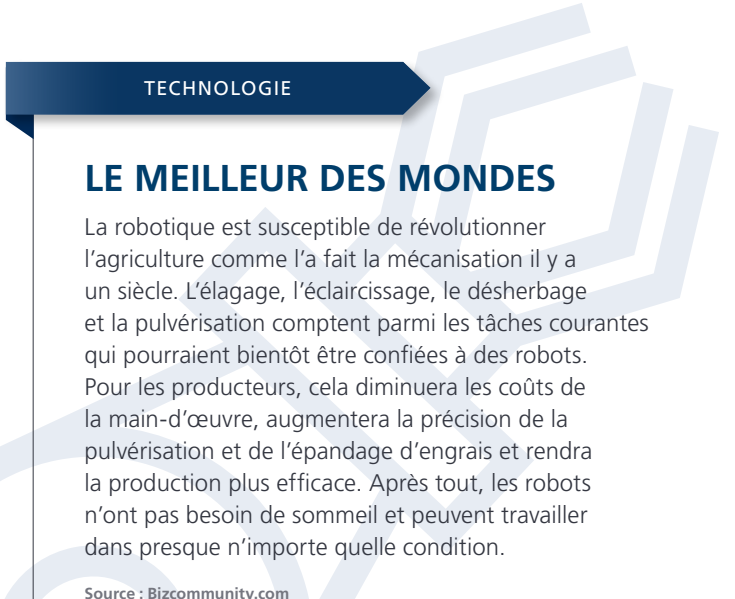 TECHNOLOGIE
LE MEILLEUR DES MONDES
La robotique est susceptible de révolutionner
l’agriculture comme l’a fait la mécanisation il y a
un siècle. L’élagage, l’éclaircissage, le désherbage
et la pulvérisation comptent parmi les tâches courantes
qui pourraient bientôt être confiées à des robots.
Pour les producteurs, cela diminuera les coûts de
la main-d’œuvre, augmentera la précision de la
pulvérisation et de l’épandage d’engrais et rendra
la production plus efficace. Après tout, les robots
n’ont pas besoin de sommeil et peuvent travailler
dans presque n’importe quelle condition.
Source : Bizcommunity.com